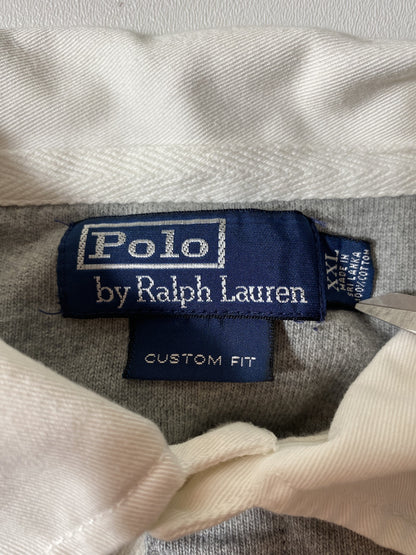 Polo
by Ralph Lauren
CUSTOM FIT
XXL
MADE IN
SRI LANKA
100% COTTON